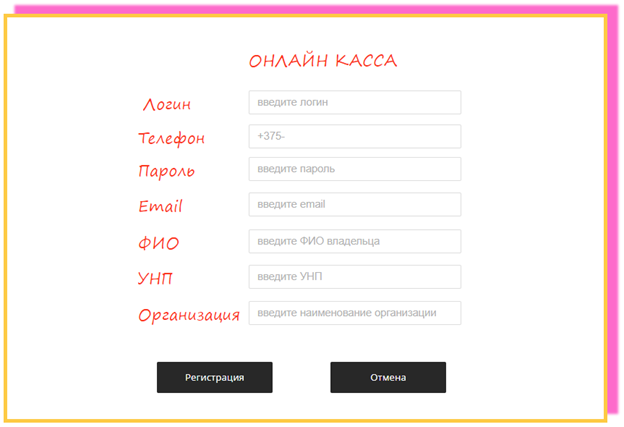 ОНЛАЙН КАССА
Логин введите логин
Телефон +375-
Пароль введите пароль
Email введите email
ФИО введите ФИО владельца
УНП введите УНП
Организация введите наименование организации
Регистрация Отмена